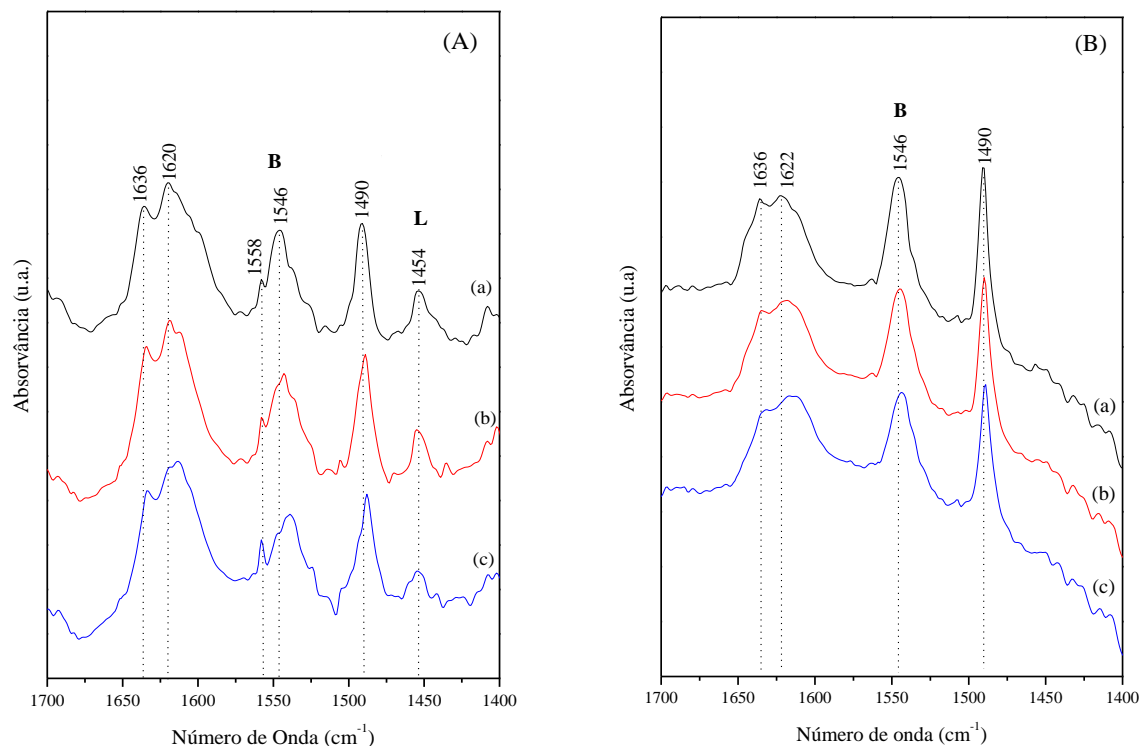 (A)
B
L
1636
1620
1558
1546
1490
1454
(a)
(b)
(c)
Absorvância (u.a.)
1700 1650 1600 1550 1500 1450 1400
Número de Onda (cm-1)
(B)
B
1636
1622
1546
1490
(a)
(b)
(c)
Absorvância (u.a)
1700 1650 1600 1550 1500 1450 1400
Número de onda (cm-1)